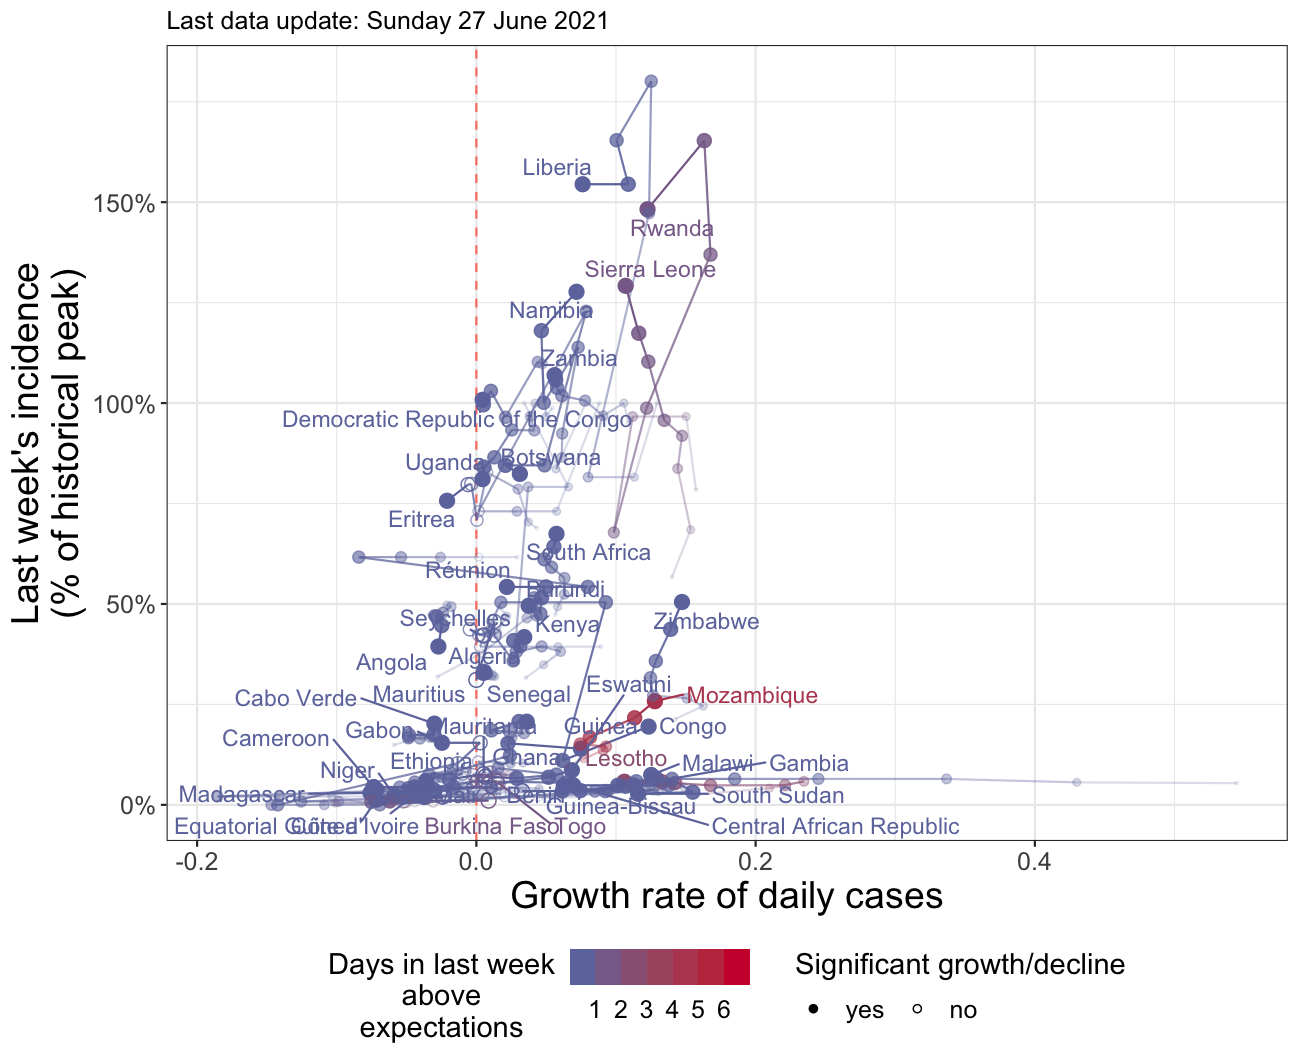 Last data update: Sunday 27 June 2021
Last week's incidence
(% of historical peak)
150%
100%
50%
0%
Liberia
Rwanda
Sierra Leone
Namibia
Zambia
Democratic Republic of the Congo
Uganda
Botswana
Eritrea
South Africa
Réunion
Burundi
Seychelles
Kenya
Zimbabwe
Angola
Algeria
Cabo Verde
Mauritius
Senegal
Eswatini
Mozambique
Gabon
Mauritania
Guinea
Congo
Cameroon
Ethiopia
Ghana
Lesotho
Malawi
Gambia
Niger
Madagascar
Benin
Guinea-Bissau
South Sudan
Equatorial Guinea
Côte d'Ivoire
Burkina Faso
Togo
Central African Republic
-0.2
0.0
0.2
0.4
Growth rate of daily cases
Days in last week
above
expectations
1 2 3 4 5 6
Significant growth/decline
yes
no